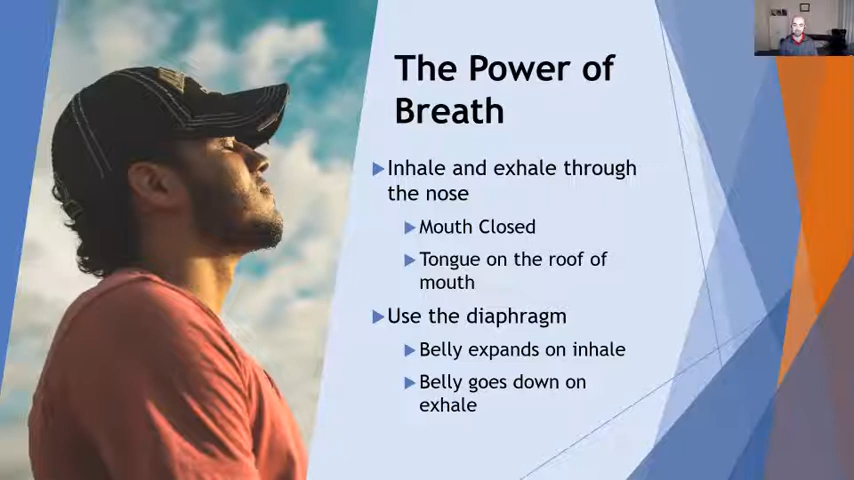 The Power of
Breath
Inhale and exhale through
the nose
Mouth Closed
Tongue on the roof of
mouth
Use the diaphragm
Belly expands on inhale
Belly goes down on
exhale